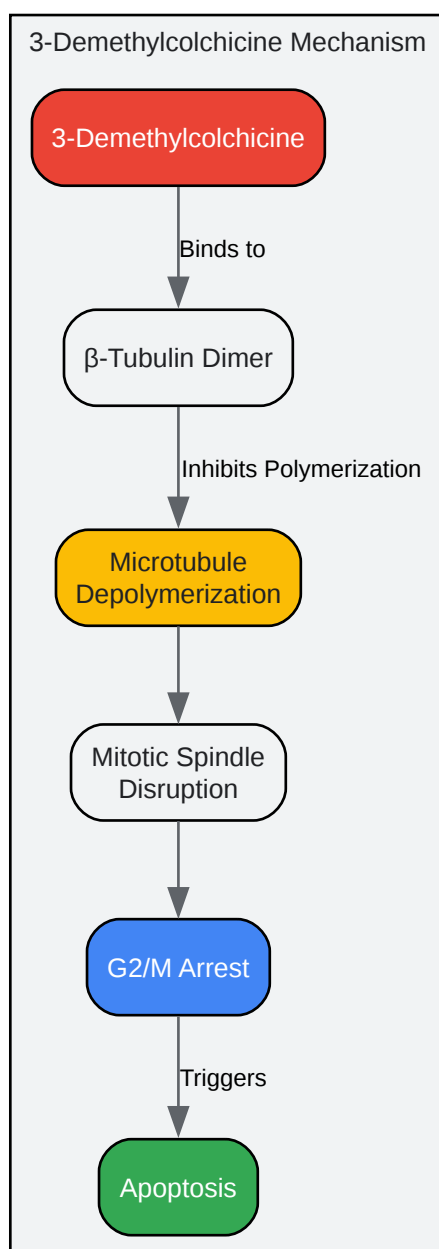 3-Demethylcolchicine Mechanism
3-Demethylcolchicine
Binds to
β-Tubulin Dimer
Inhibits Polymerization
Microtubule
Depolymerization
Mitotic Spindle
Disruption
G2/M Arrest
Triggers
Apoptosis